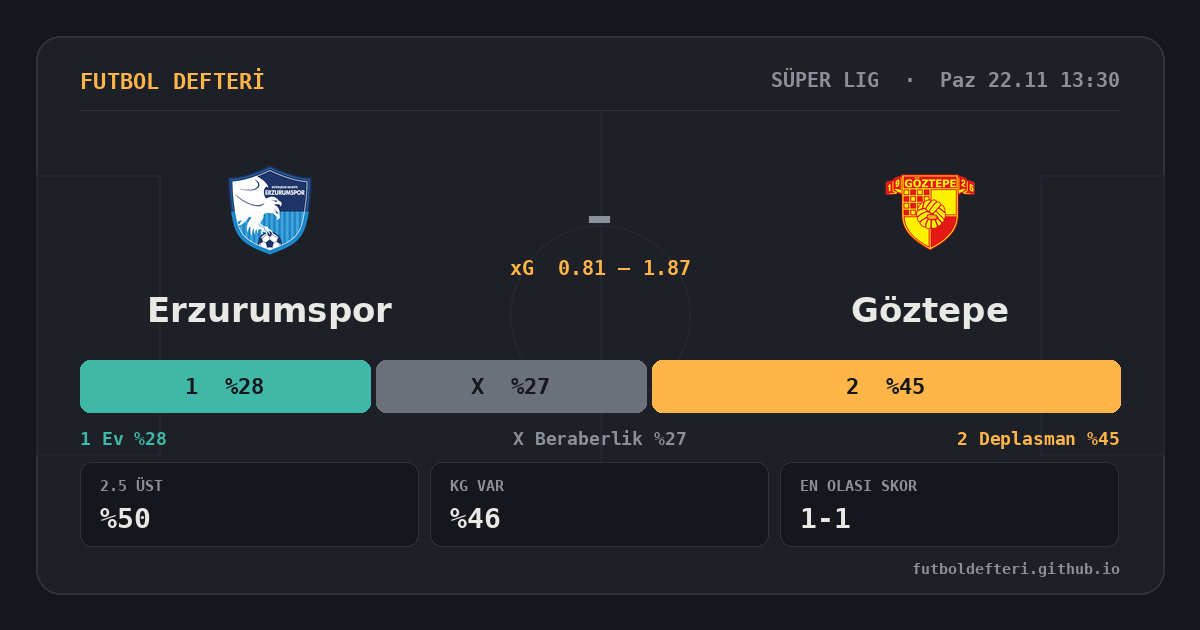 FUTBOL DEFTERİ
SÜPER LIG · Paz 22.11 13:30
ERZURUMSPOR
GÖZTEPE
xG 0.81 — 1.87
Erzurumspor
Göztepe
1 %28
X %27
2 %45
1 Ev %28
X Beraberlik %27
2 Deplasman %45
2.5 ÜST
KG VAR
EN OLASI SKOR
%50
%46
1-1
futboldefteri.github.io